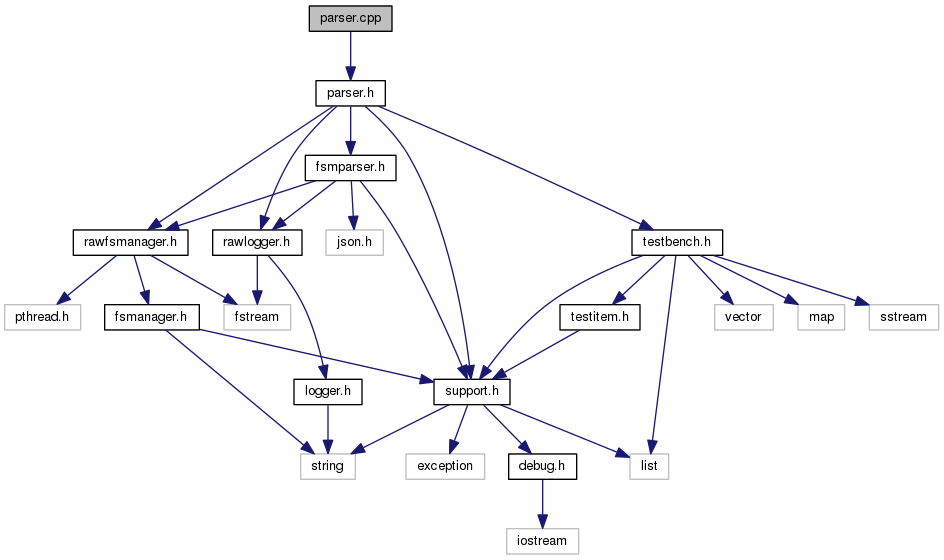 parser.cpp
parser.h
fsmparser.h
rawfsmanager.h
rawlogger.h
json.h
testbench.h
pthread.h
fsmanager.h
fstream
testitem.h
vector
map
sstream
logger.h
support.h
string
exception
debug.h
list
iostream